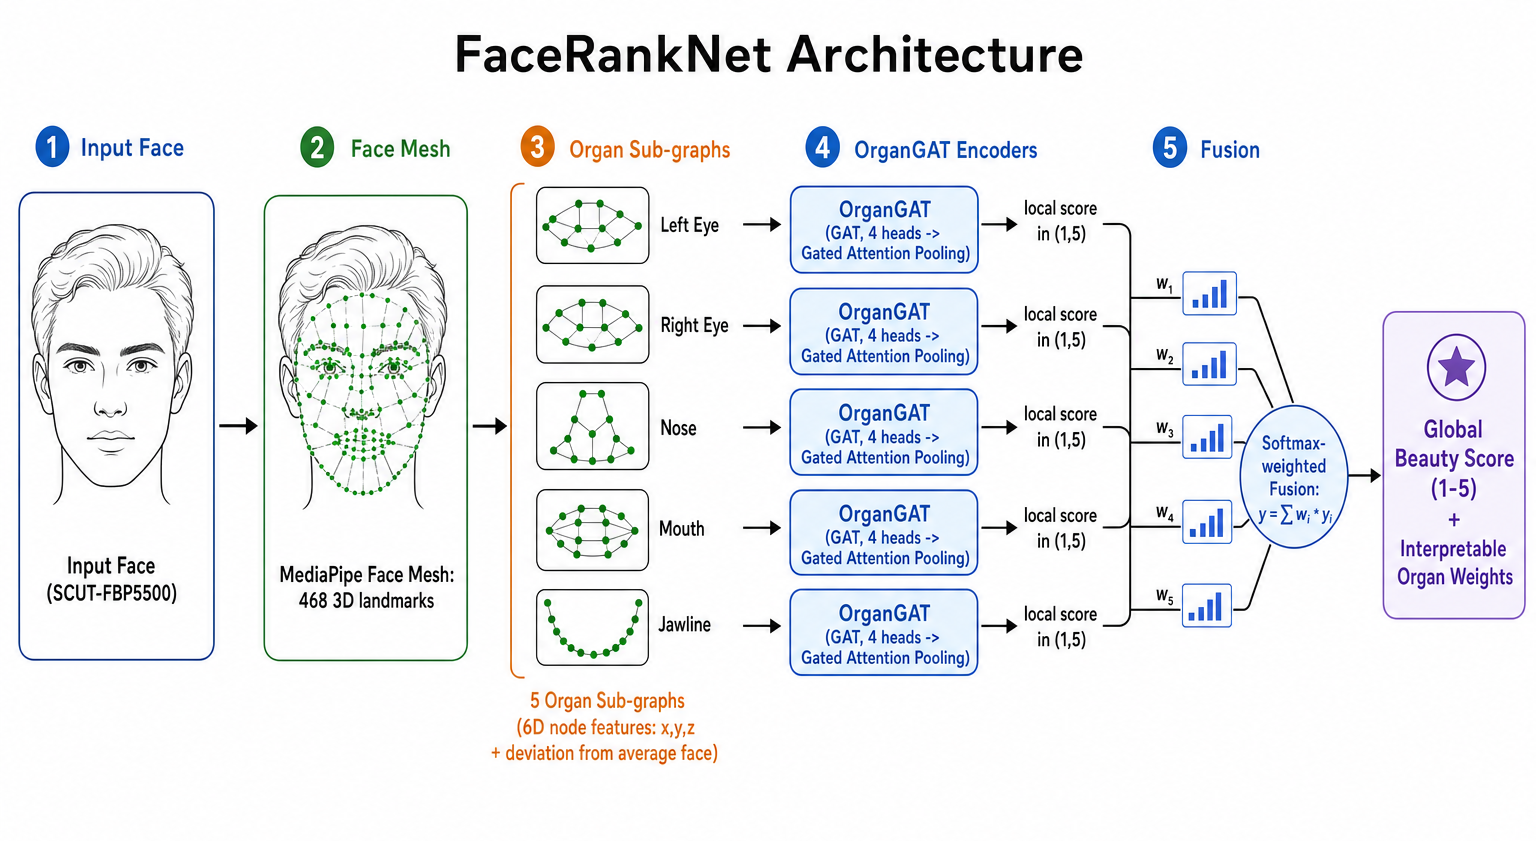 FaceRankNet Architecture
1 Input Face
2 Face Mesh
3 Organ Sub-graphs
4 OrganGAT Encoders
5 Fusion
Input Face
(SCUT-FBP5500)
MediaPipe Face Mesh:
468 3D landmarks
Left Eye
Right Eye
Nose
Mouth
Jawline
5 Organ Sub-graphs
(6D node features: x,y,z
+ deviation from average face)
OrganGAT
(GAT, 4 heads ->
Gated Attention Pooling)
OrganGAT
(GAT, 4 heads ->
Gated Attention Pooling)
OrganGAT
(GAT, 4 heads ->
Gated Attention Pooling)
OrganGAT
(GAT, 4 heads ->
Gated Attention Pooling)
OrganGAT
(GAT, 4 heads ->
Gated Attention Pooling)
local score
in (1,5)
local score
in (1,5)
local score
in (1,5)
local score
in (1,5)
local score
in (1,5)
w₁
w₂
w₃
w₄
w₅
Softmax-
weighted
Fusion:
y = ∑ wᵢ * yᵢ
Global
Beauty Score
(1-5)
+
Interpretable
Organ Weights